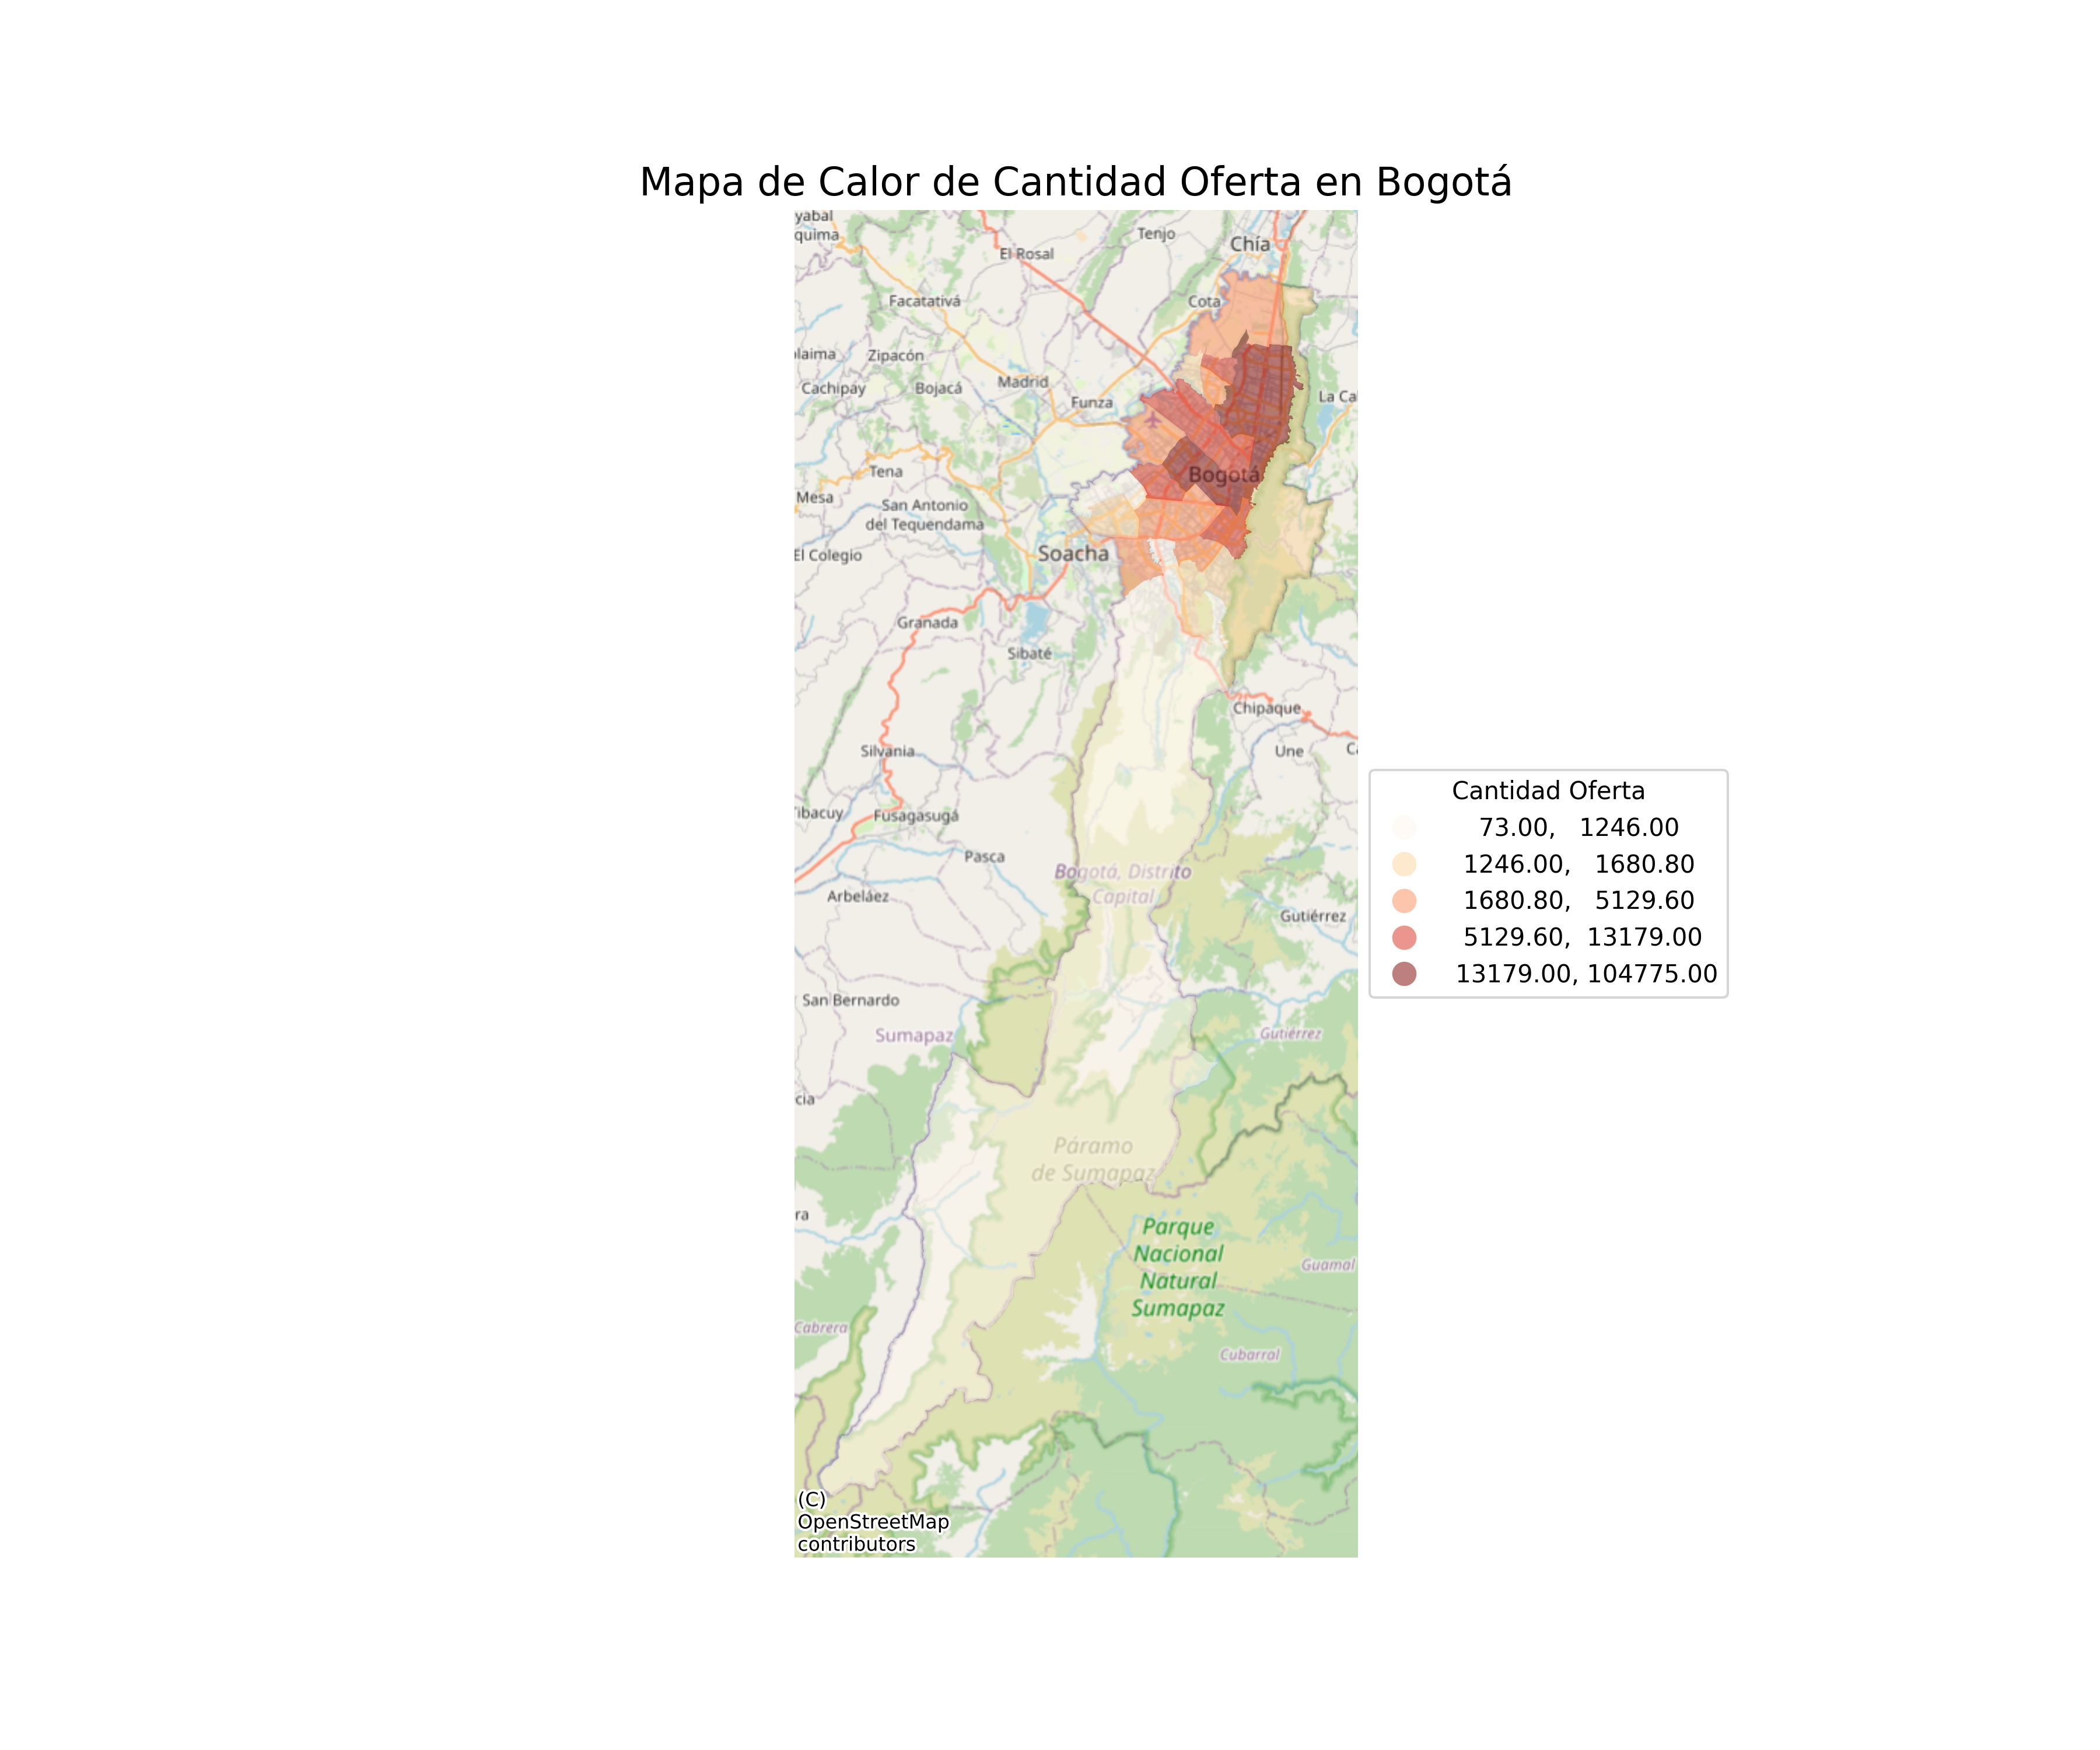 Mapa de Calor de Cantidad Oferta en Bogotá
yabal
quima
Tenjo
Chía
El Rosal
Facatativá
Cota
laima
Zipacón
Cachipay
Bojacá
Madrid
Funza
La Ca
Tena
Bogotá
Mesa
San Antonio
del Tequendama
El Colegio
Soacha
Granada
Sibaté
Chipaque
Silvania
Une
Ca
ibacuy
Fusagasugá
Pasca
Bogotá, Distrito
Capital
Arbeláez
Gutiérrez
San Bernardo
Sumapaz
Gutiérrez
cia
Páramo
de Sumapaz
ra
Parque
Nacional
Natural
Sumapaz
Guamal
Cabrera
Cubarral
(C)
OpenStreetMap
contributors
Cantidad Oferta
73.00, 1246.00
1246.00, 1680.80
1680.80, 5129.60
5129.60, 13179.00
13179.00, 104775.00